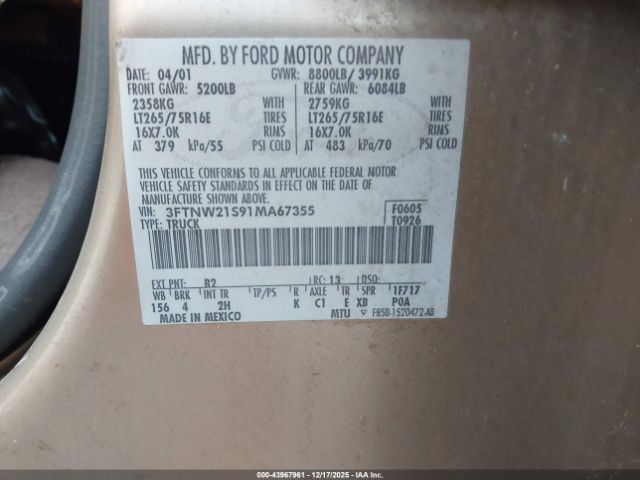 MFD. BY FORD MOTOR COMPANY
DATE: 04/01 GVWR: 8800LB/ 3991KG
FRONT GAWR: 5200LB REAR GAWR: 6084LB
2358KG WITH 2759KG WITH
LT265/75R16E TIRES LT265/75R16E TIRES
16X7.0K RIMS 16X7.0K RIMS
AT 379 kPa/55 PSI COLD AT 483 kPa/70 PSI COLD
THIS VEHICLE CONFORMS TO ALL APPLICABLE FEDERAL MOTOR
VEHICLE SAFETY STANDARDS IN EFFECT ON THE DATE OF
MANUFACTURE SHOWN ABOVE.
VIN: 3FTNW21S91MA67355 F0605
TYPE: TRUCK T0926
EXT PNT: B2 RC: 13 DSO:
WB BRK INT TR TP/PS R AXLE TR SPR 1F717
156 4 2H K C1 E XB P0A
MADE IN MEXICO MTU F85B-1520472-AB
000-43967961 - 12/17/2025 - IAAI.COM